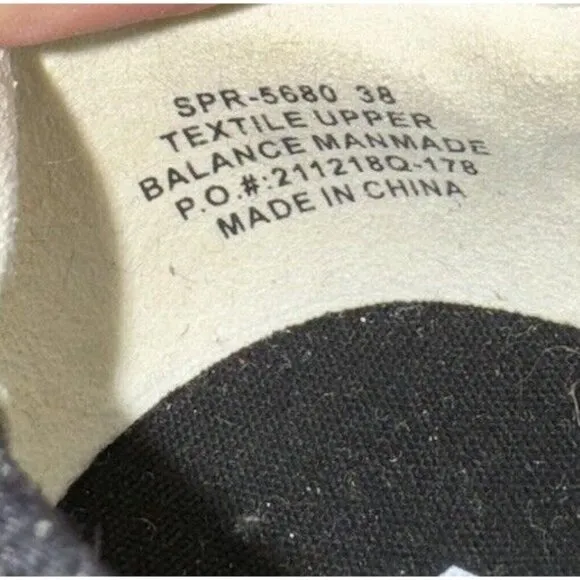 SPR-5680 38
TEXTILE UPPER
BALANCE MANMADE
P.O.#:211218Q-178
MADE IN CHINA